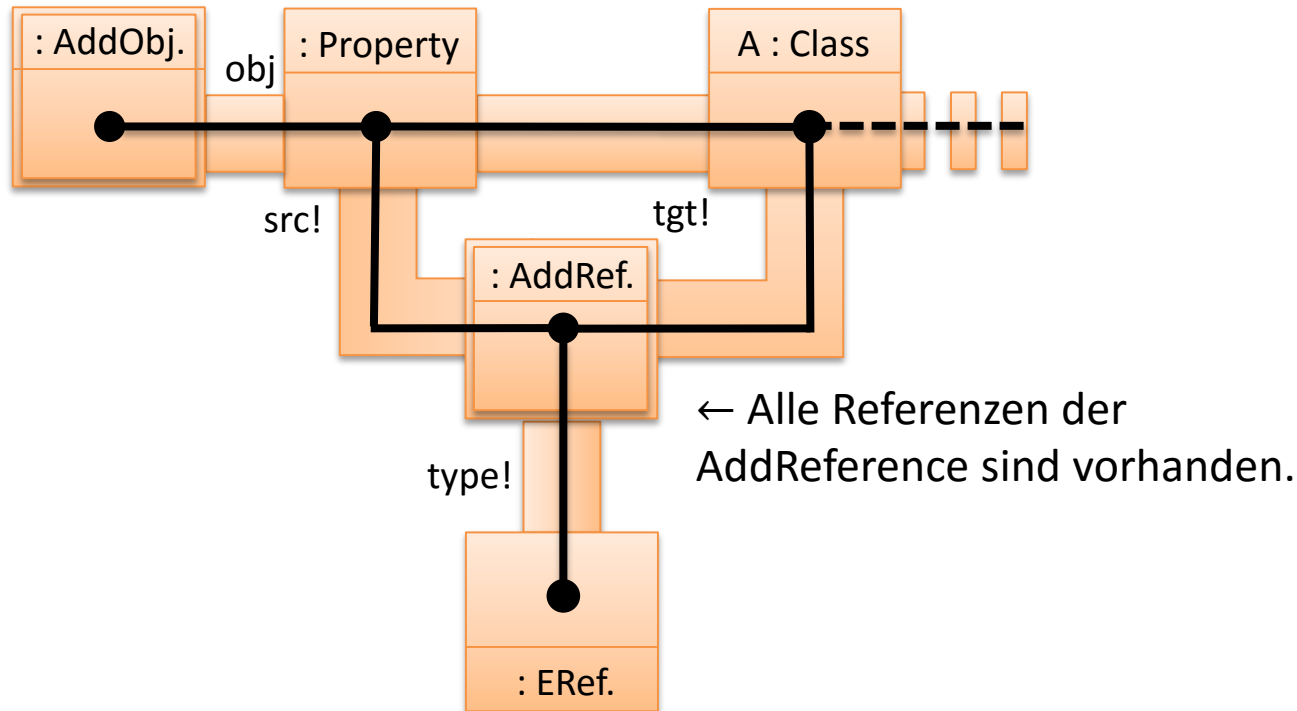 : AddObj.
obj
: Property
A : Class
src!
tgt!
: AddRef.
← Alle Referenzen der
AddReference sind vorhanden.
type!
: ERef.